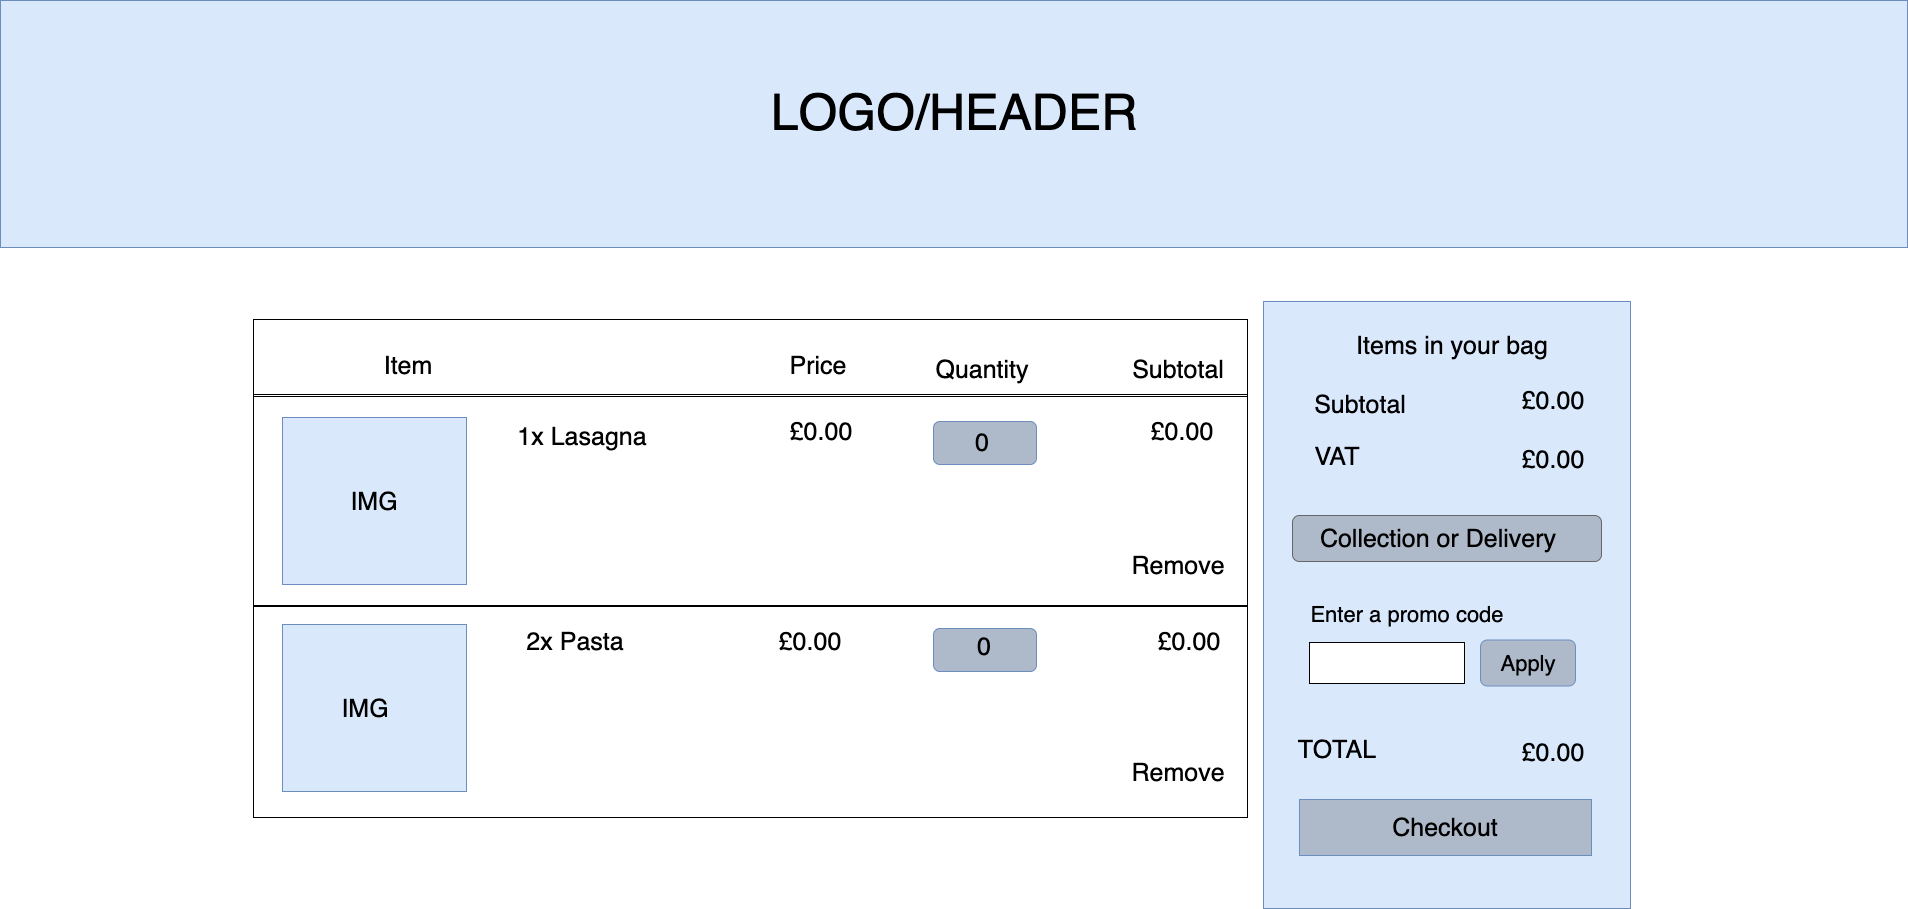 LOGO/HEADER
Item Price Quantity Subtotal
IMG
1x Lasagna £0.00 0 £0.00
Remove
IMG
2x Pasta £0.00 0 £0.00
Remove
Items in your bag
Subtotal £0.00
VAT £0.00
Collection or Delivery
Enter a promo code
Apply
TOTAL £0.00
Checkout